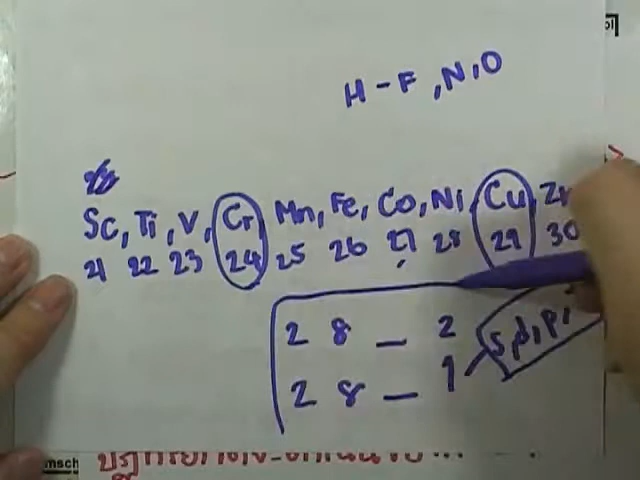 H-F, N, O
Sc, Ti, V, Cr, Mn, Fe, Co, Ni, Cu, Zn
21 22 23 24 25 26 27 28 29 30
2 8 _ 2
2 8 _ 1
s, d, p,